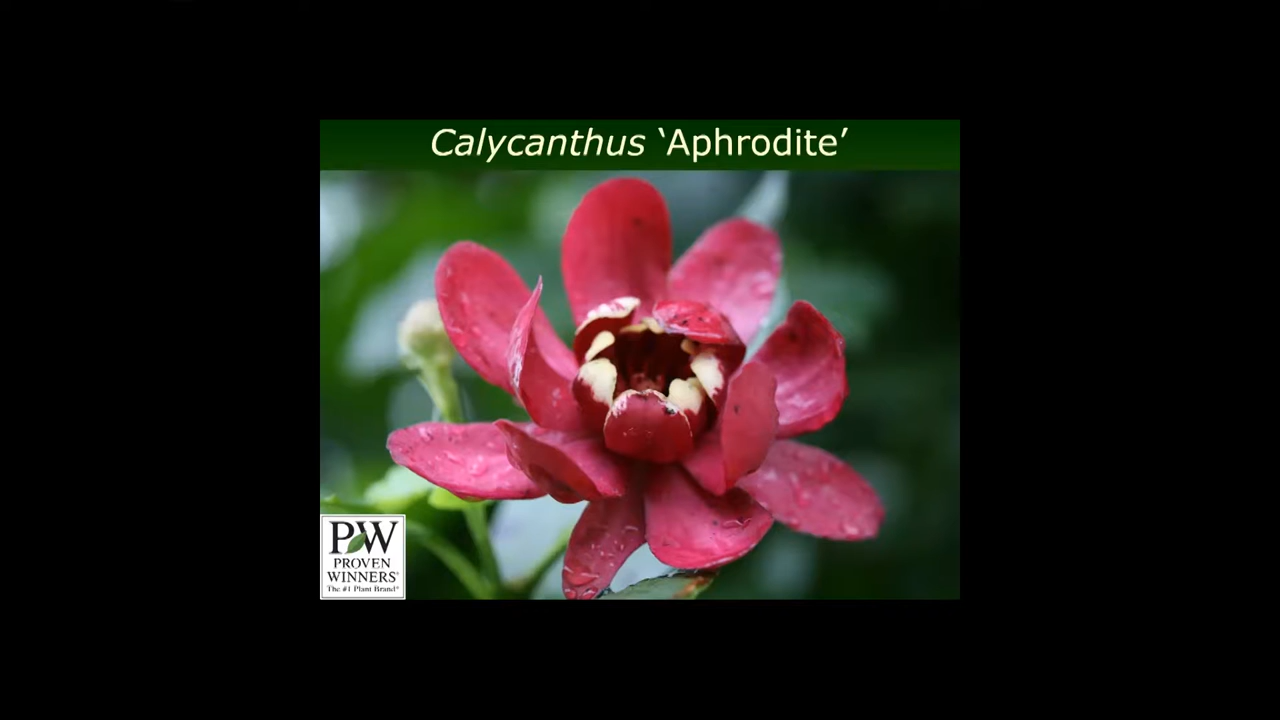 Calycanthus ‘Aphrodite’
PW
PROVEN
WINNERS®
The #1 Plant Brand®